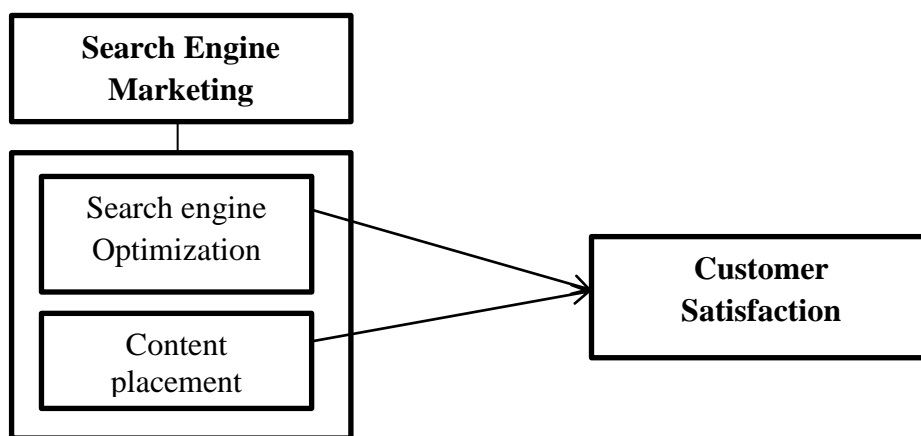 Search Engine
Marketing
Search engine
Optimization
Content
placement
Customer
Satisfaction